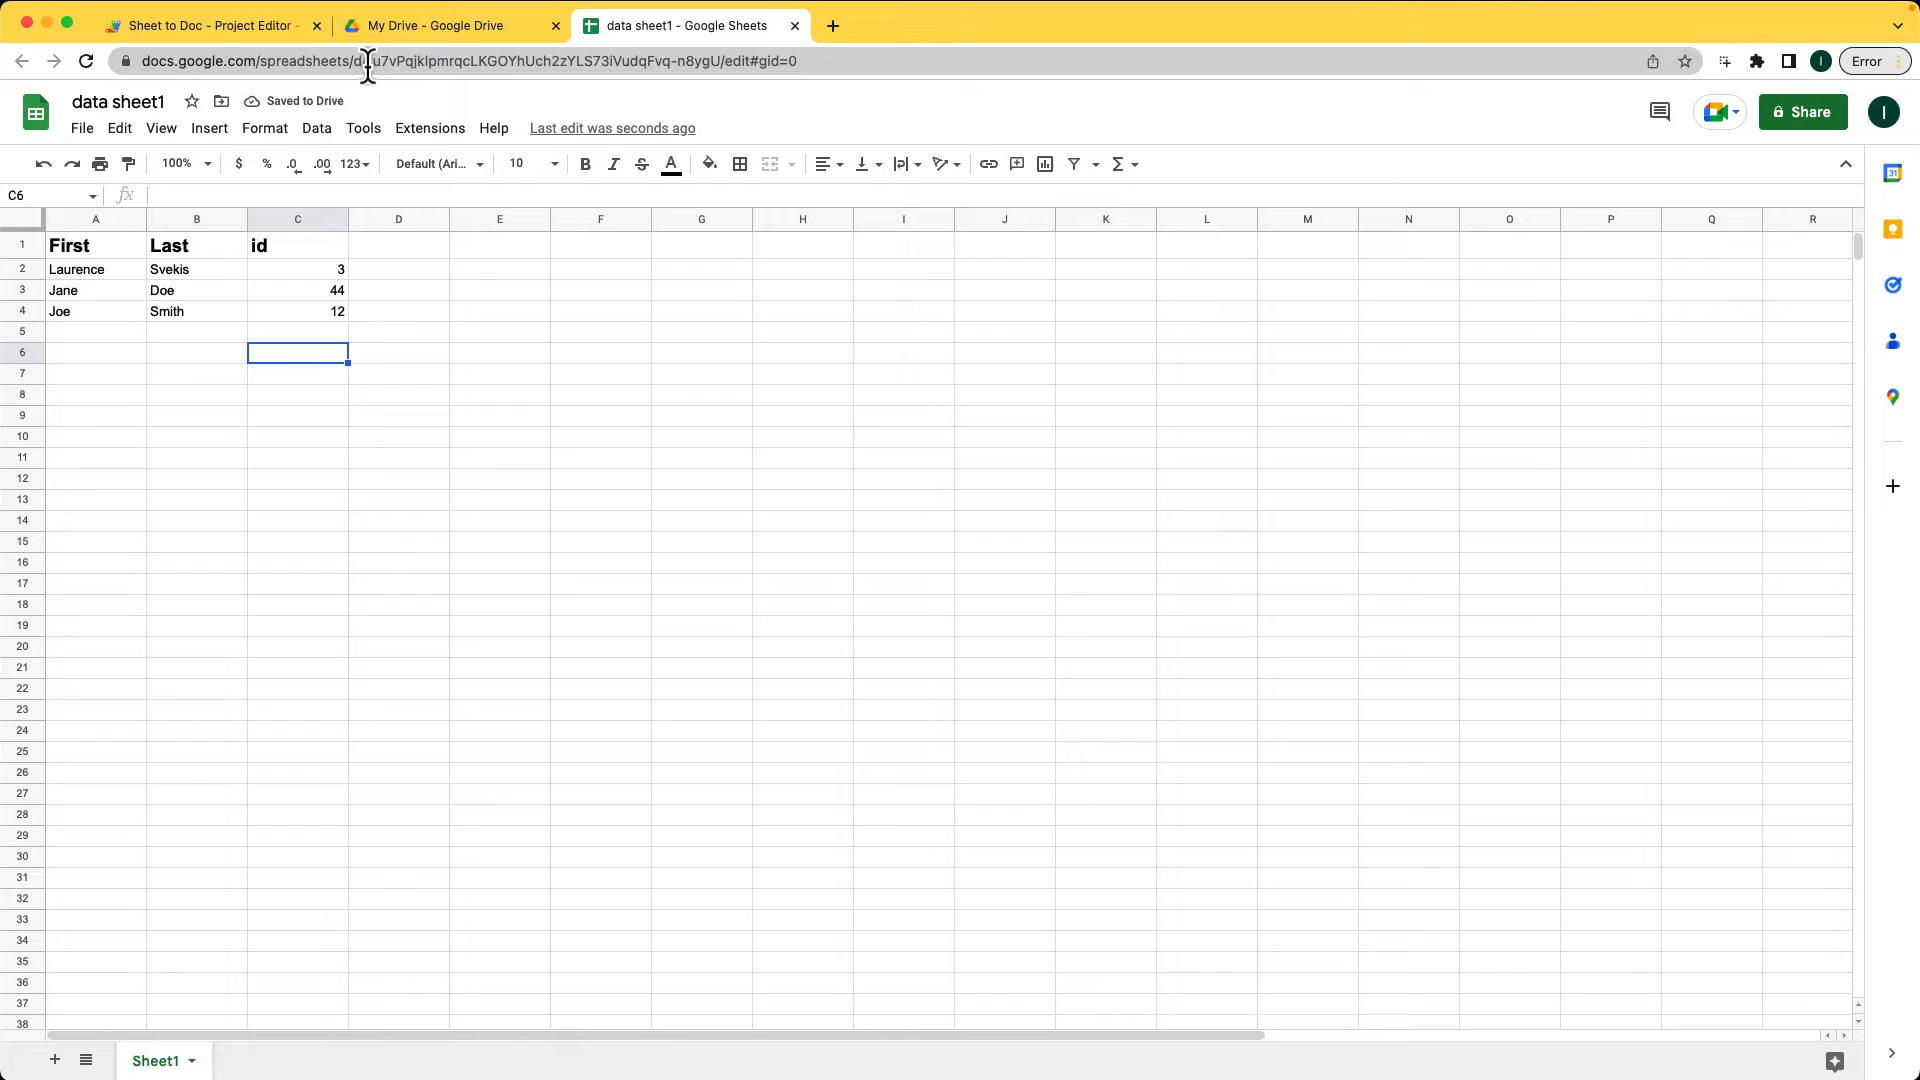 Sheet to Doc - Project Editor -
My Drive - Google Drive
data sheet1 - Google Sheets
docs.google.com/spreadsheets/d u7vPqjklpmrqcLKGOYhUch2zYLS73iVudqFvq-n8ygU/edit#gid=0
I
Error
data sheet1
Saved to Drive
File Edit View Insert Format Data Tools Extensions Help Last edit was seconds ago
Share
I
100% $ % .0 .00 123 Default (Ari... 10 B I S A
31
C6
fx
A B C D E F G H I J K L M N O P Q R
1 First Last id
2 Laurence Svekis 3
3 Jane Doe 44
4 Joe Smith 12
5
6
7
8
9
10
11
12
13
14
15
16
17
18
19
20
21
22
23
24
25
26
27
28
29
30
31
32
33
34
35
36
37
38
Sheet1